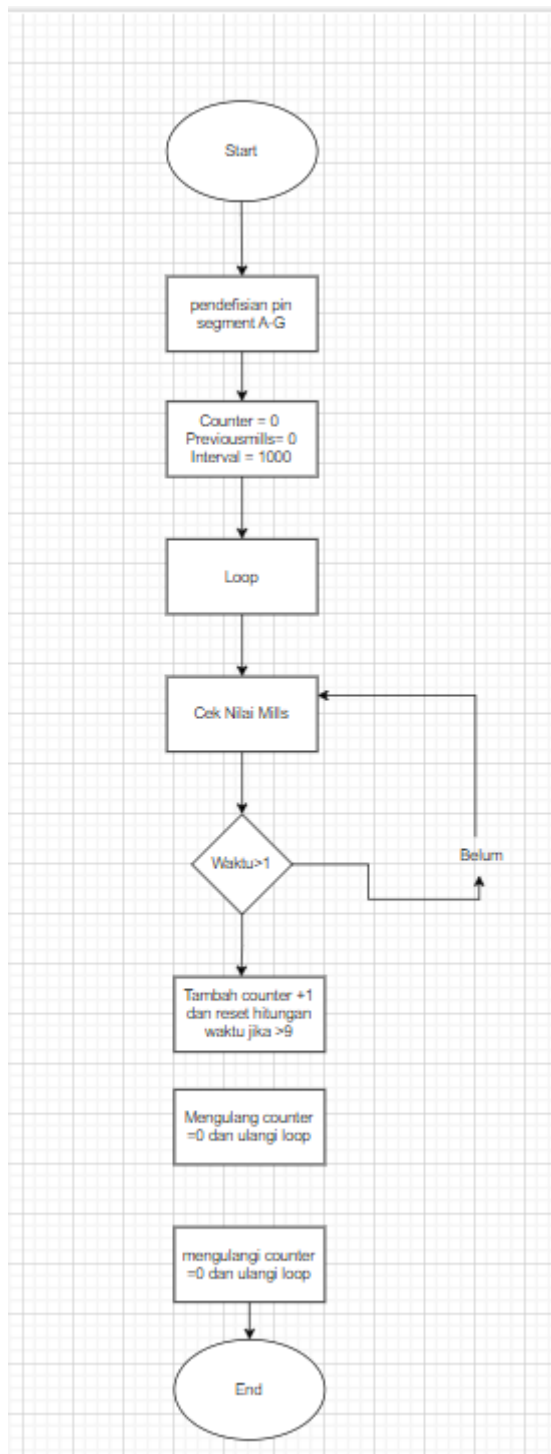 Start
pendefisian pin
segment A-G
Counter = 0
Previousmills= 0
Interval = 1000
Loop
Cek Nilai Mills
Waktu>1
Belum
Tambah counter +1
dan reset hitungan
waktu jika >9
Mengulang counter
=0 dan ulangi loop
mengulangi counter
=0 dan ulangi loop
End